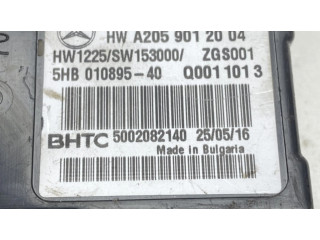 HW A205 901 20 04
HW1225/SW153000/ ZGS001
5HB 010895-40 Q001 101 3
BHTC 5002082140 25/05/16
Made in Bulgaria